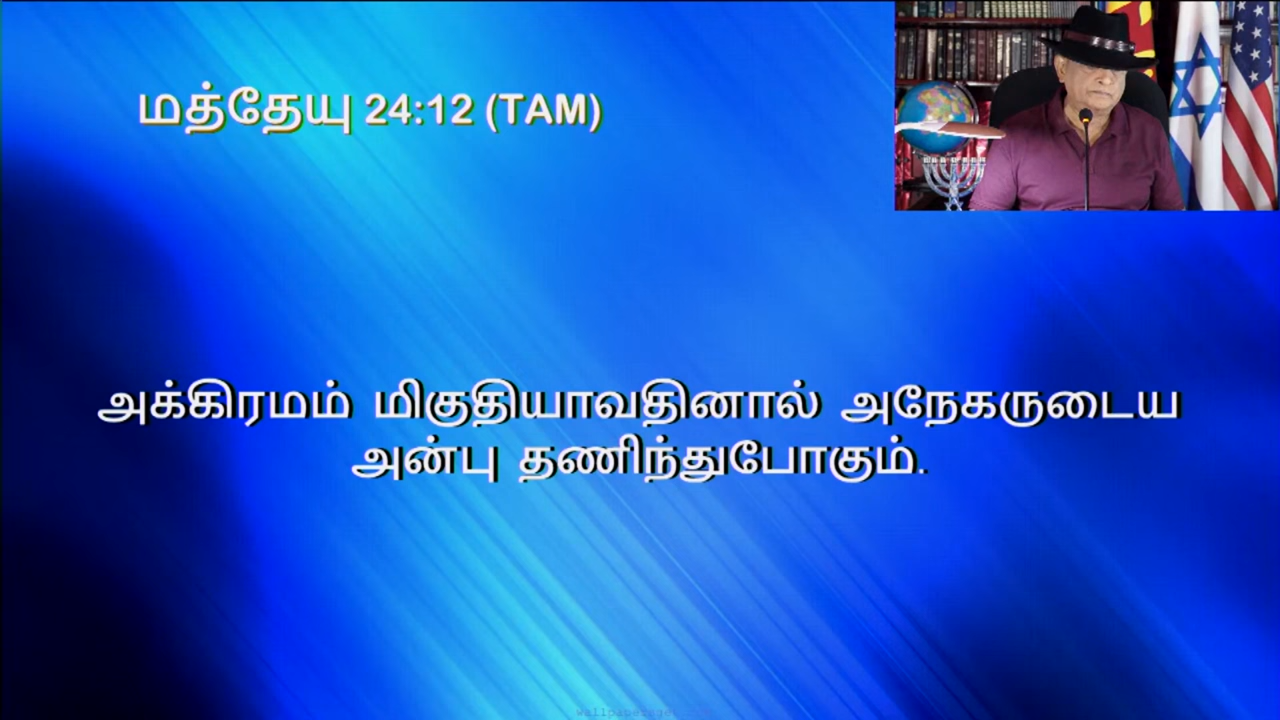 மத்தேயு 24:12 (TAM)
அக்கிரமம் மிகுதியாவதினால் அநேகருடைய
அன்பு தணிந்துபோகும்.